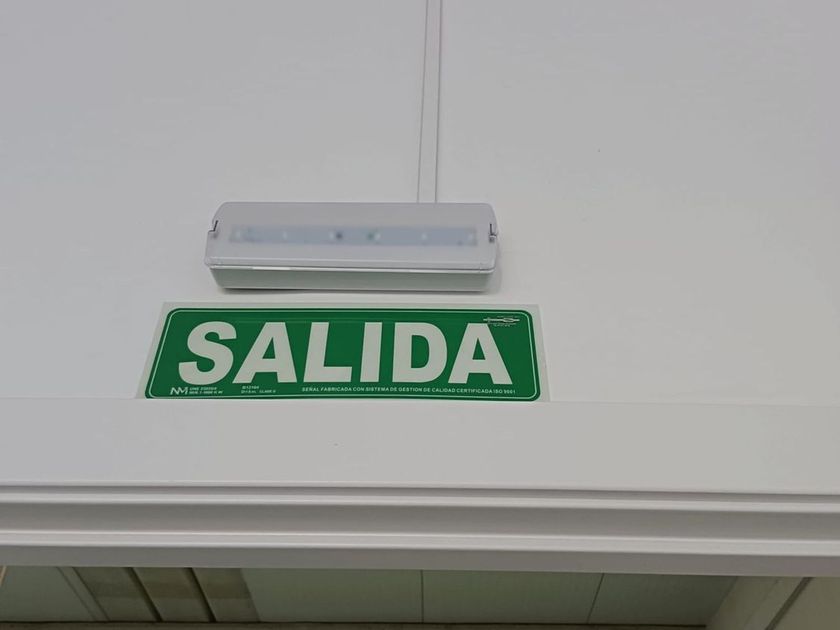 SALIDA
SEÑAL FABRICADA CON SISTEMA DE GESTION DE CALIDAD CERTIFICADA ISO 9001